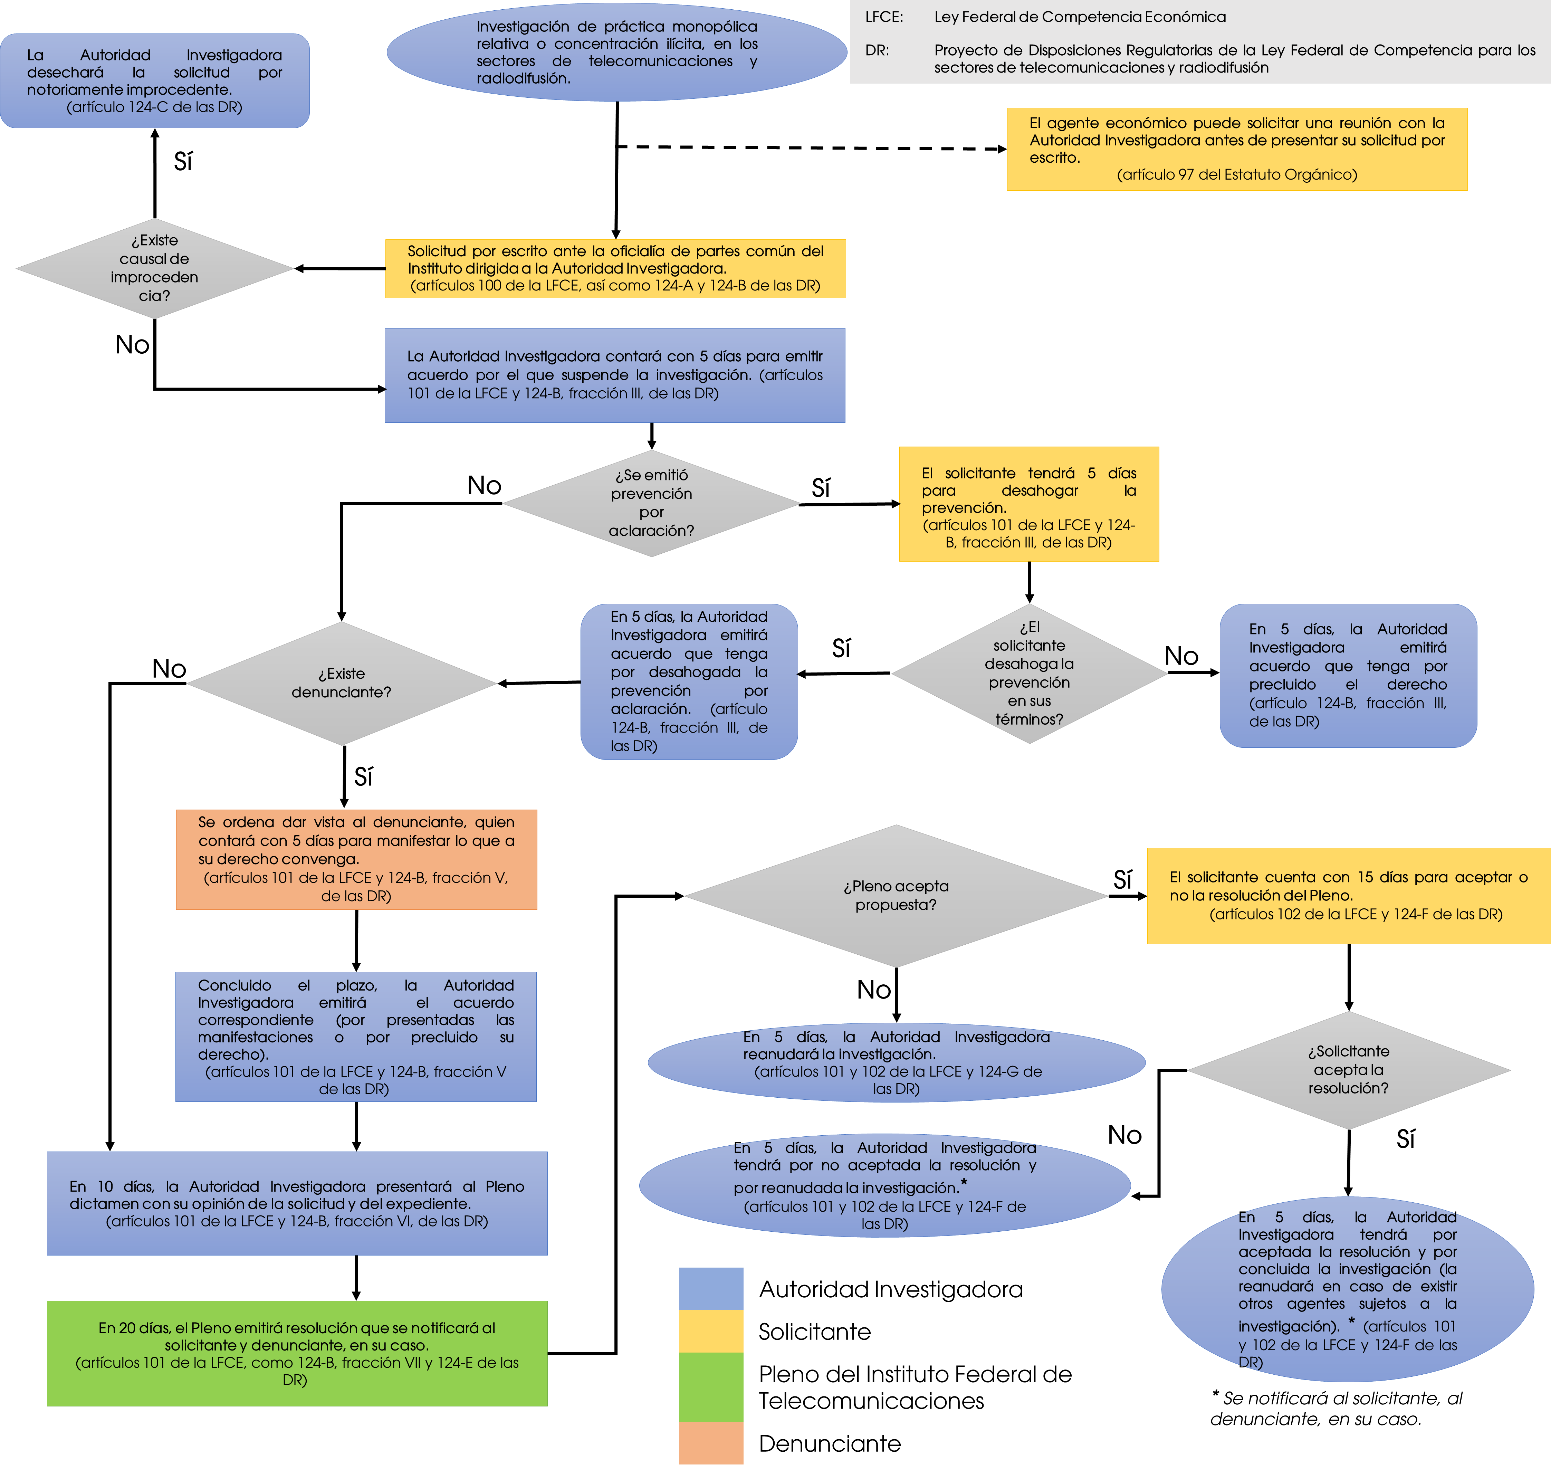 LFCE: Ley Federal de Competencia Económica
DR: Proyecto de Disposiciones Regulatorias de la Ley Federal de Competencia para los
sectores de telecomunicaciones y radiodifusión
Investigación de práctica monopólica
relativa o concentración ilícita, en los
sectores de telecomunicaciones y
radiodifusión.
La Autoridad Investigadora
desechará la solicitud por
notoriamente improcedente.
(artículo 124-C de las DR)
El agente económico puede solicitar una reunión con la
Autoridad Investigadora antes de presentar su solicitud por
escrito.
(artículo 97 del Estatuto Orgánico)
Sí
¿Existe
causal de
improceden
cia?
Solicitud por escrito ante la oficialía de partes común del
Instituto dirigida a la Autoridad Investigadora.
(artículos 100 de la LFCE, así como 124-A y 124-B de las DR)
No
La Autoridad Investigadora contará con 5 días para emitir
acuerdo por el que suspende la investigación. (artículos
101 de la LFCE y 124-B, fracción III, de las DR)
¿Se emitió
prevención
por
aclaración?
No
Sí
El solicitante tendrá 5 días
para desahogar la
prevención.
(artículos 101 de la LFCE y 124-
B, fracción III, de las DR)
¿El
solicitante
desahoga la
prevención
en sus
términos?
Sí
No
En 5 días, la Autoridad
Investigadora emitirá
acuerdo que tenga
por desahogada la
prevención por
aclaración. (artículo
124-B, fracción III, de
las DR)
En 5 días, la Autoridad
Investigadora emitirá
acuerdo que tenga por
precluido el derecho
(artículo 124-B, fracción III,
de las DR)
¿Existe
denunciante?
No
Sí
Se ordena dar vista al denunciante, quien
contará con 5 días para manifestar lo que a
su derecho convenga.
(artículos 101 de la LFCE y 124-B, fracción V,
de las DR)
Concluido el plazo, la Autoridad
Investigadora emitirá el acuerdo
correspondiente (por presentadas las
manifestaciones o por precluido su
derecho).
(artículos 101 de la LFCE y 124-B, fracción V
de las DR)
En 10 días, la Autoridad Investigadora presentará al Pleno
dictamen con su opinión de la solicitud y del expediente.
(artículos 101 de la LFCE y 124-B, fracción VI, de las DR)
En 20 días, el Pleno emitirá resolución que se notificará al
solicitante y denunciante, en su caso.
(artículos 101 de la LFCE, como 124-B, fracción VII y 124-E de las
DR)
¿Pleno acepta
propuesta?
Sí
No
El solicitante cuenta con 15 días para aceptar o
no la resolución del Pleno.
(artículos 102 de la LFCE y 124-F de las DR)
En 5 días, la Autoridad Investigadora
reanudará la investigación.
(artículos 101 y 102 de la LFCE y 124-G de
las DR)
¿Solicitante
acepta la
resolución?
No
Sí
En 5 días, la Autoridad Investigadora
tendrá por no aceptada la resolución y
por reanudada la investigación.*
(artículos 101 y 102 de la LFCE y 124-F de
las DR)
En 5 días, la Autoridad
Investigadora tendrá por
aceptada la resolución y por
concluida la investigación (la
reanudará en caso de existir
otros agentes sujetos a la
investigación). * (artículos 101
y 102 de la LFCE y 124-F de las
DR)
* Se notificará al solicitante, al
denunciante, en su caso.
Autoridad Investigadora
Solicitante
Pleno del Instituto Federal de
Telecomunicaciones
Denunciante